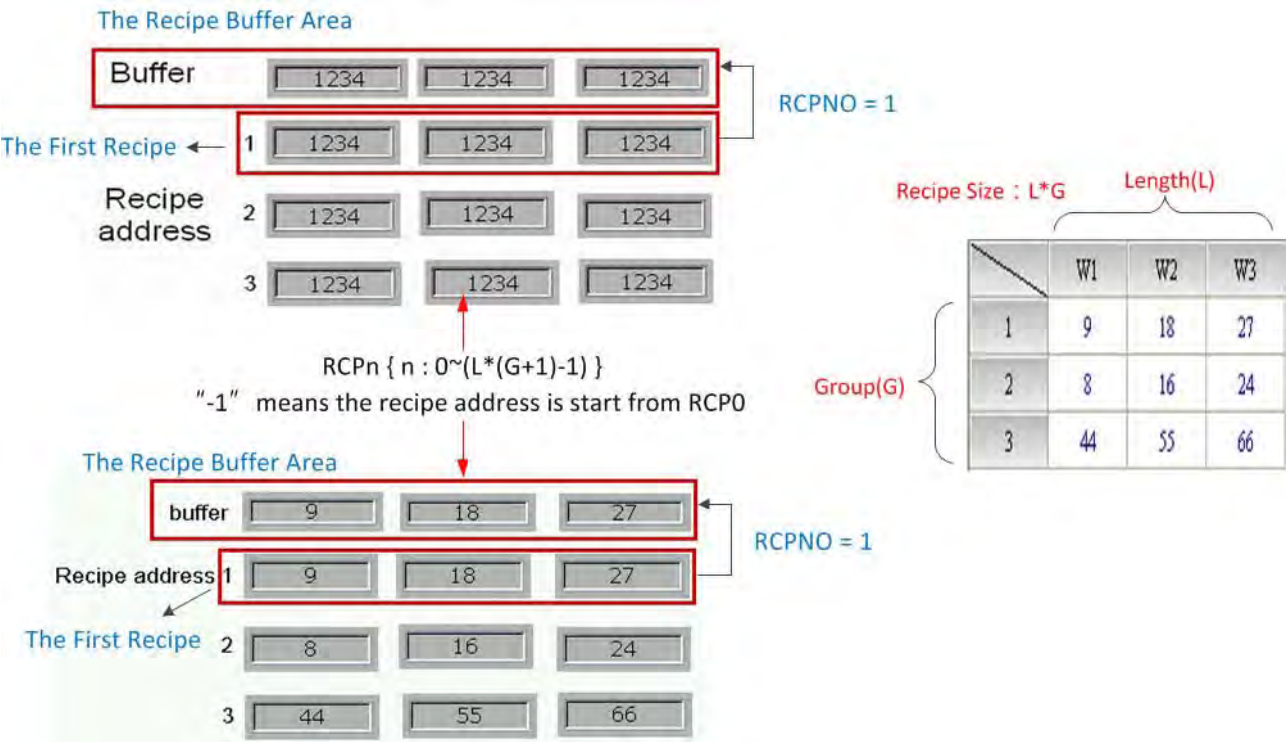 The Recipe Buffer Area
Buffer 1234 1234 1234
RCPNO = 1
The First Recipe 1 1234 1234 1234
Recipe address
2 1234 1234 1234
3 1234 1234 1234
RCPn { n : 0~(L*(G+1)-1) }
"-1" means the recipe address is start from RCP0
The Recipe Buffer Area
buffer 9 18 27
RCPNO = 1
Recipe address 1 9 18 27
The First Recipe
2 8 16 24
3 44 55 66
Recipe Size : L*G
Length(L)
W1 W2 W3
Group(G)
1 9 18 27
2 8 16 24
3 44 55 66